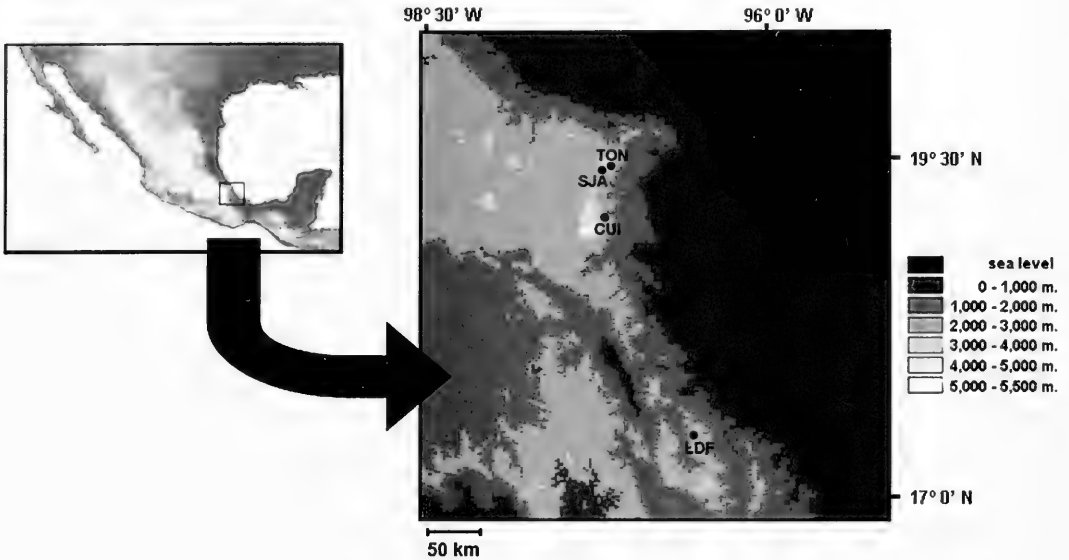 98° 30' W
96° 0' W
TON
SJA
CUI
LDF
19° 30' N
17° 0' N
sea level
0 - 1,000 m.
1,000 - 2,000 m.
2,000 - 3,000 m.
3,000 - 4,000 m.
4,000 - 5,000 m.
5,000 - 5,500 m.
50 km